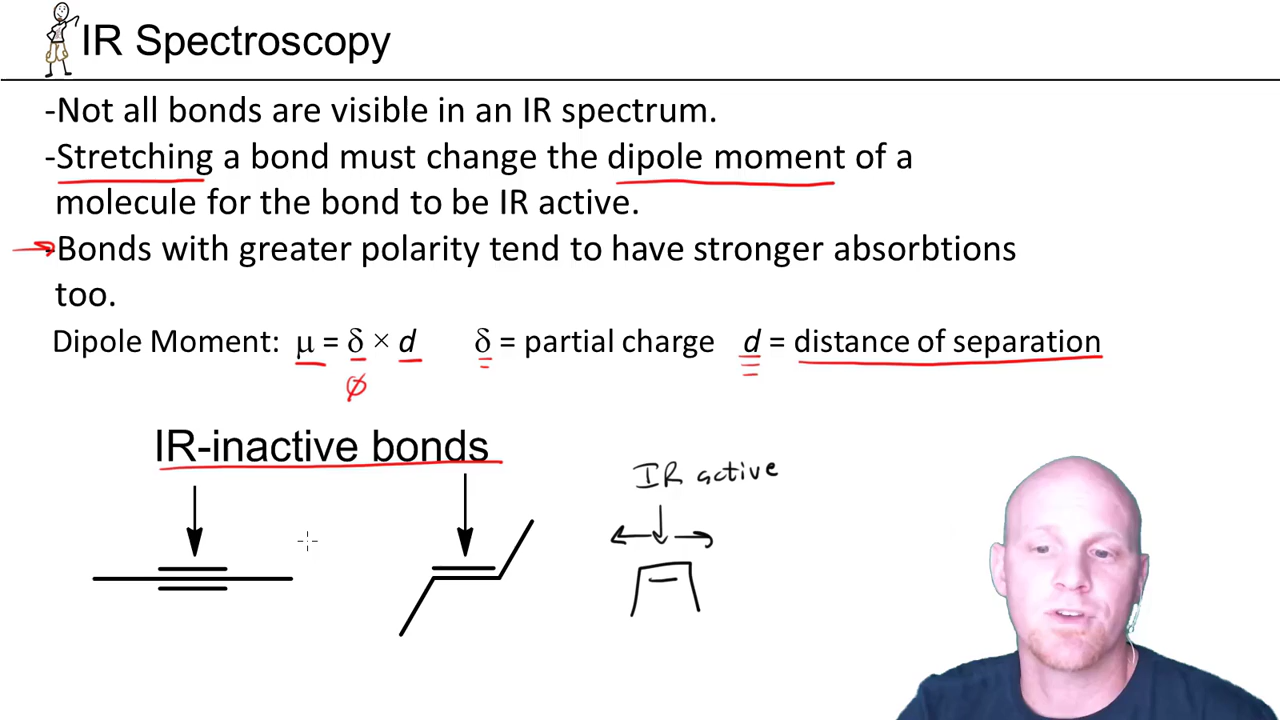 IR Spectroscopy
-Not all bonds are visible in an IR spectrum.
-Stretching a bond must change the dipole moment of a
molecule for the bond to be IR active.
-Bonds with greater polarity tend to have stronger absorbtions
too.
Dipole Moment: μ = δ × d δ = partial charge d = distance of separation
∅
IR-inactive bonds
IR active